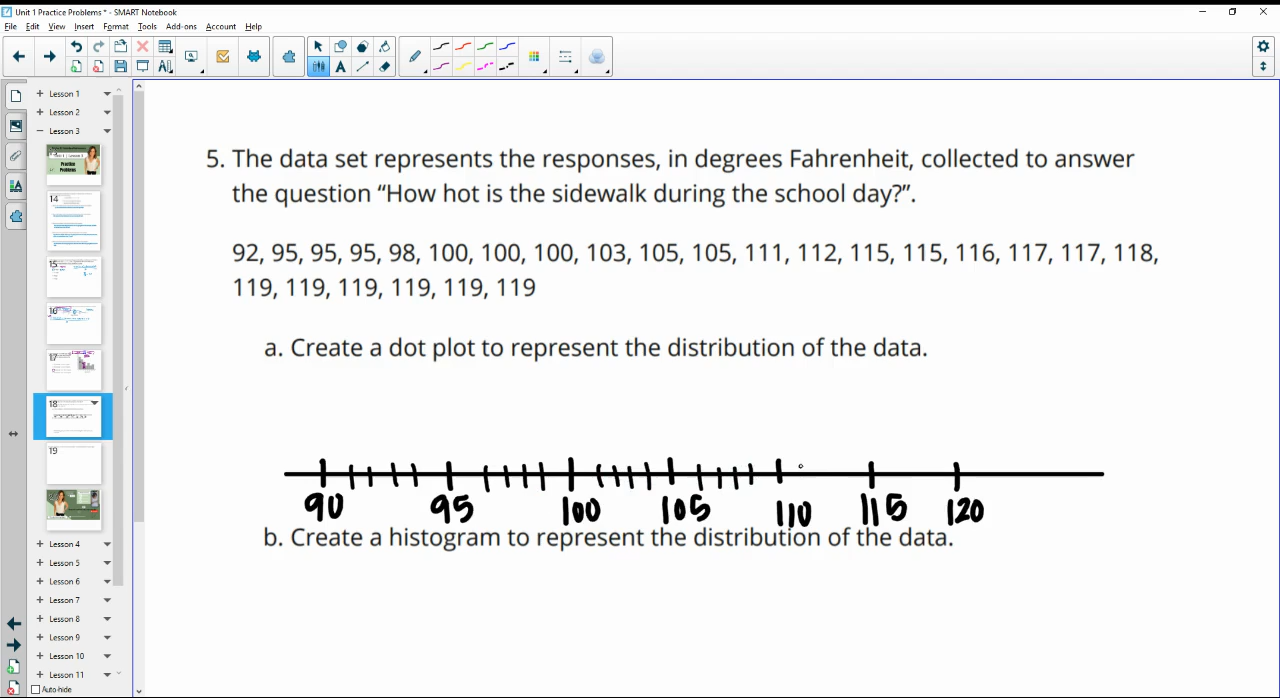 Unit 1 Practice Problems * - SMART Notebook
File Edit View Insert Format Tools Add-ons Account Help
Lesson 1
Lesson 2
Lesson 3
Practice
Problems
14
15
16
17
18
19
Lesson 4
Lesson 5
Lesson 6
Lesson 7
Lesson 8
Lesson 9
Lesson 10
Lesson 11
Auto-hide
5. The data set represents the responses, in degrees Fahrenheit, collected to answer
the question “How hot is the sidewalk during the school day?”.
92, 95, 95, 95, 98, 100, 100, 100, 103, 105, 105, 111, 112, 115, 115, 116, 117, 117, 118,
119, 119, 119, 119, 119, 119
a. Create a dot plot to represent the distribution of the data.
90 95 100 105 110 115 120
b. Create a histogram to represent the distribution of the data.